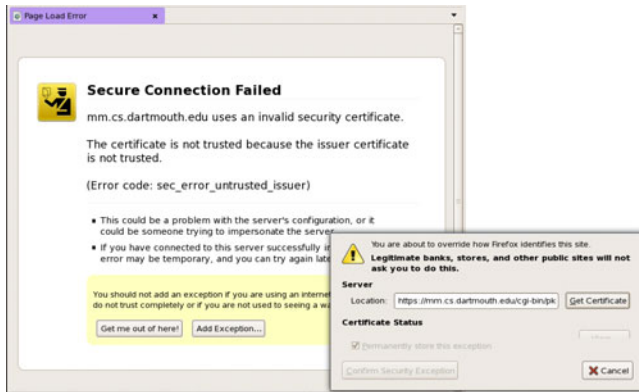 Page Load Error
Secure Connection Failed
mm.cs.dartmouth.edu uses an invalid security certificate.
The certificate is not trusted because the issuer certificate
is not trusted.
(Error code: sec_error_untrusted_issuer)
This could be a problem with the server's configuration, or it
could be someone trying to impersonate the server.
If you have connected to this server successfully in
error may be temporary, and you can try again late
You should not add an exception if you are using an internet
do not trust completely or if you are not used to seeing a wa
Get me out of here!
Add Exception...
You are about to override how Firefox identifies this site.
Legitimate banks, stores, and other public sites will not
ask you to do this.
Server
Location:
https://mm.cs.dartmouth.edu/cgi-bin/pk
Get Certificate
Certificate Status
Permanently store this exception
Confirm Security Exception
Cancel